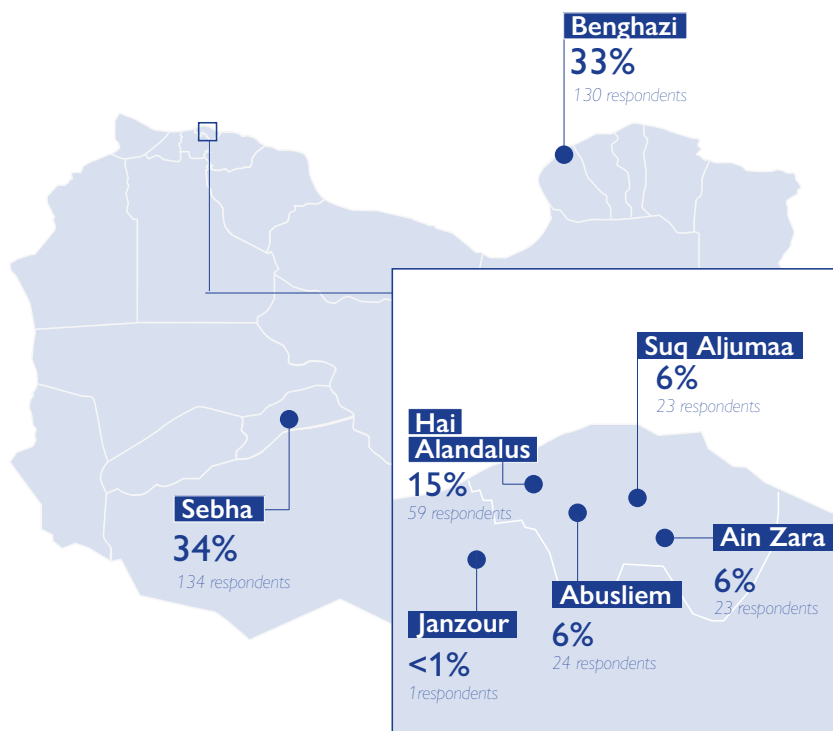 Benghazi
33%
130 respondents
Suq Aljumaa
6%
23 respondents
Hai
Alandalus
15%
59 respondents
Sebha
34%
134 respondents
Ain Zara
6%
23 respondents
Abusliem
6%
24 respondents
Janzour
<1%
1respondents